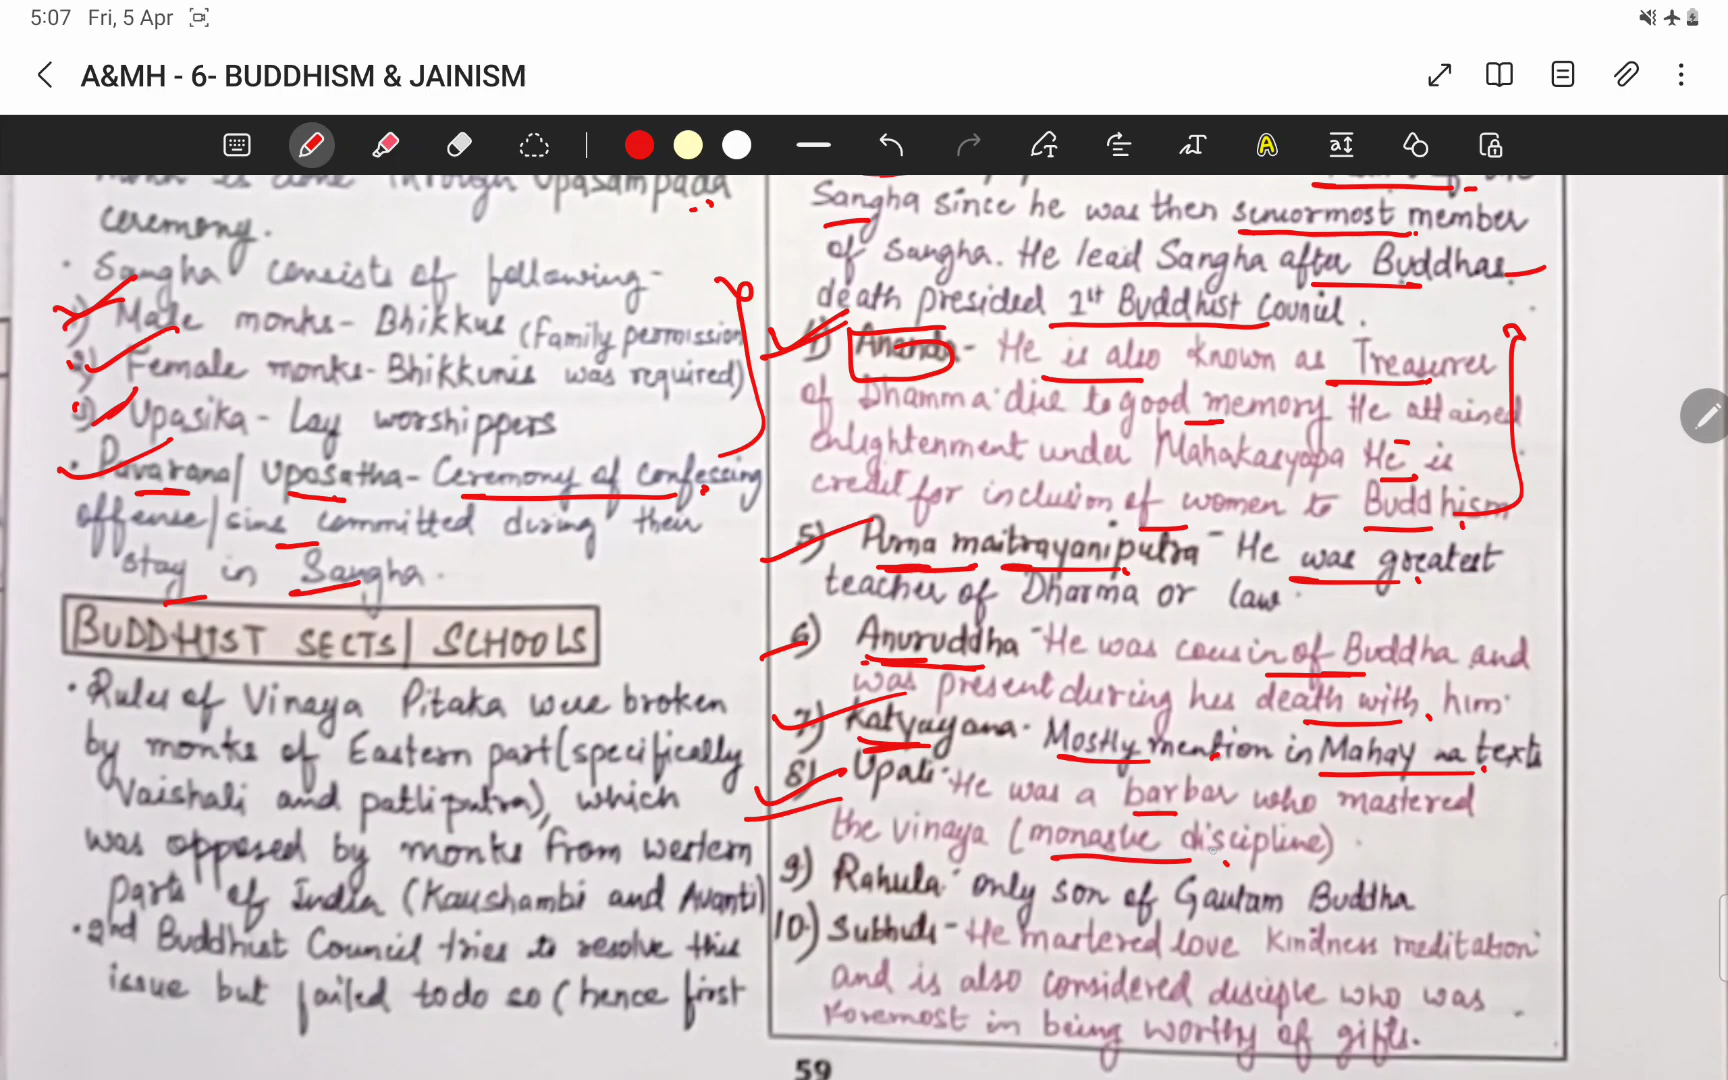 5:07 Fri, 5 Apr
A&MH - 6- BUDDHISM & JAINISM
monk is done through Upasampada
ceremony.
• Sangha consists of following-
1) Male monks- Bhikkus (Family permission
2) Female monks- Bhikkunis was required)
3) Upasika - Lay worshippers
• Pavarana/ Uposatha- Ceremony of confessing
offense/sins committed during their
stay in Sangha.
BUDDHIST SECTS/ SCHOOLS
• Rules of Vinaya Pitaka were broken
by monks of Eastern part (specifically
Vaishali and patliputra), which
was opposed by monks from western
parts of India (Kaushambi and Avanti)
• 2nd Buddhist Council tries to resolve this
issue but failed to do so (hence first
Sangha since he was then seniormost member
of Sangha. He lead Sangha after Buddhas
death presided 1st Buddhist Council.
Ananda- He is also known as Treasurer
of Dhamma due to good memory He attained
enlightenment under Mahakasyapa He is
credit for inclusion of women to Buddhism
5) Purna maitrayaniputra - He was greatest
teacher of Dharma or law.
6) Anuruddha - He was cousin of Buddha and
was present during his death with him.
7) Katyayana- Mostly mention in Mahay na texts
8) Upali- He was a barbar who mastered
the vinaya (monastic discipline)
9) Rahula- only son of Gautam Buddha
10) Subhuti- He mastered love kindness meditation
and is also considered disciple who was
Foremost in being worthy of gifts.
59